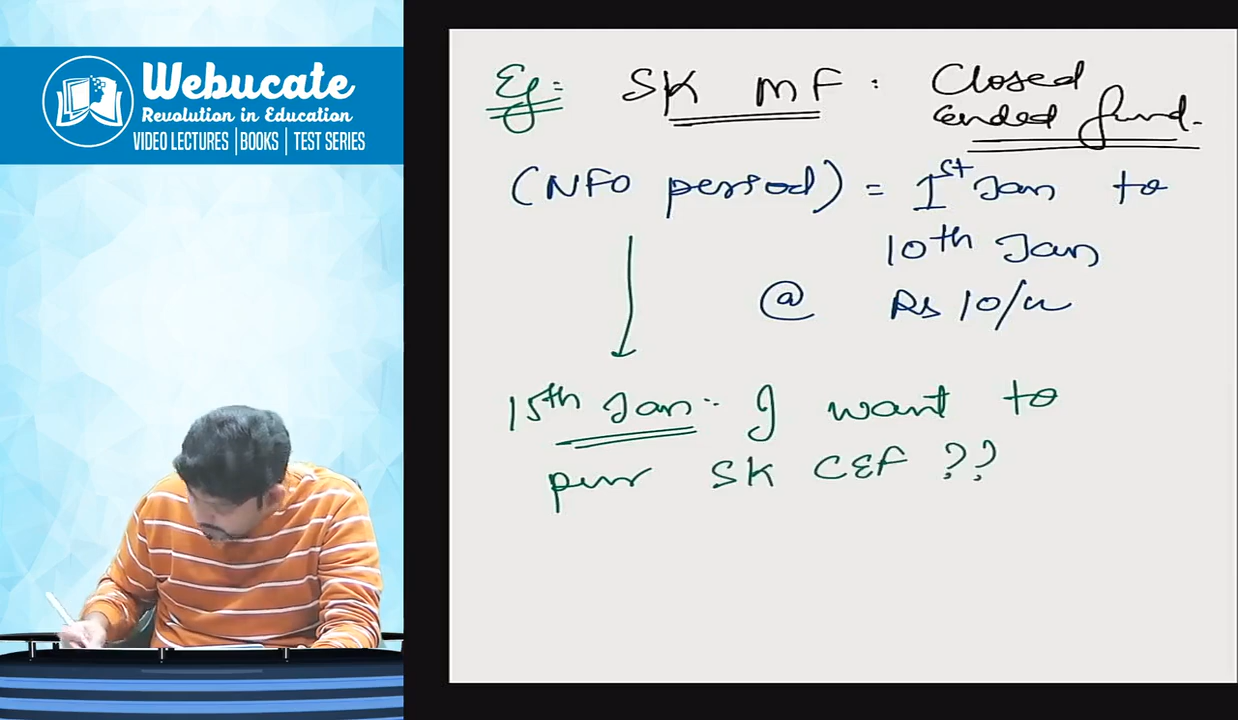 Webucate
Revolution in Education
VIDEO LECTURES | BOOKS | TEST SERIES
Eg: SK MF : Closed
ended fund.
(NFO period) = 1st Jan to
10th Jan
@ Rs 10/u
15th Jan:- I want to
pur SK CEF ??